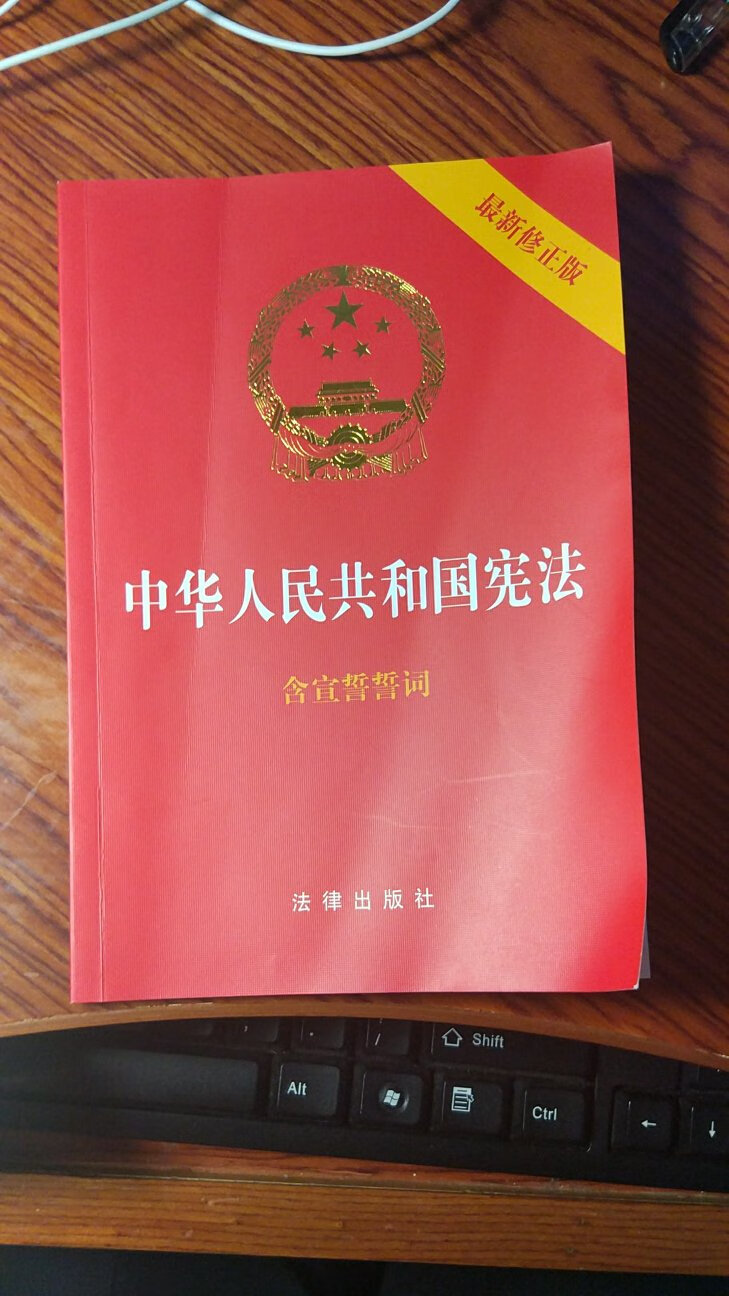 最新修正版
中华人民共和国宪法
含宣誓誓词
法律出版社
, . / Shift
Alt Ctrl ← ↓